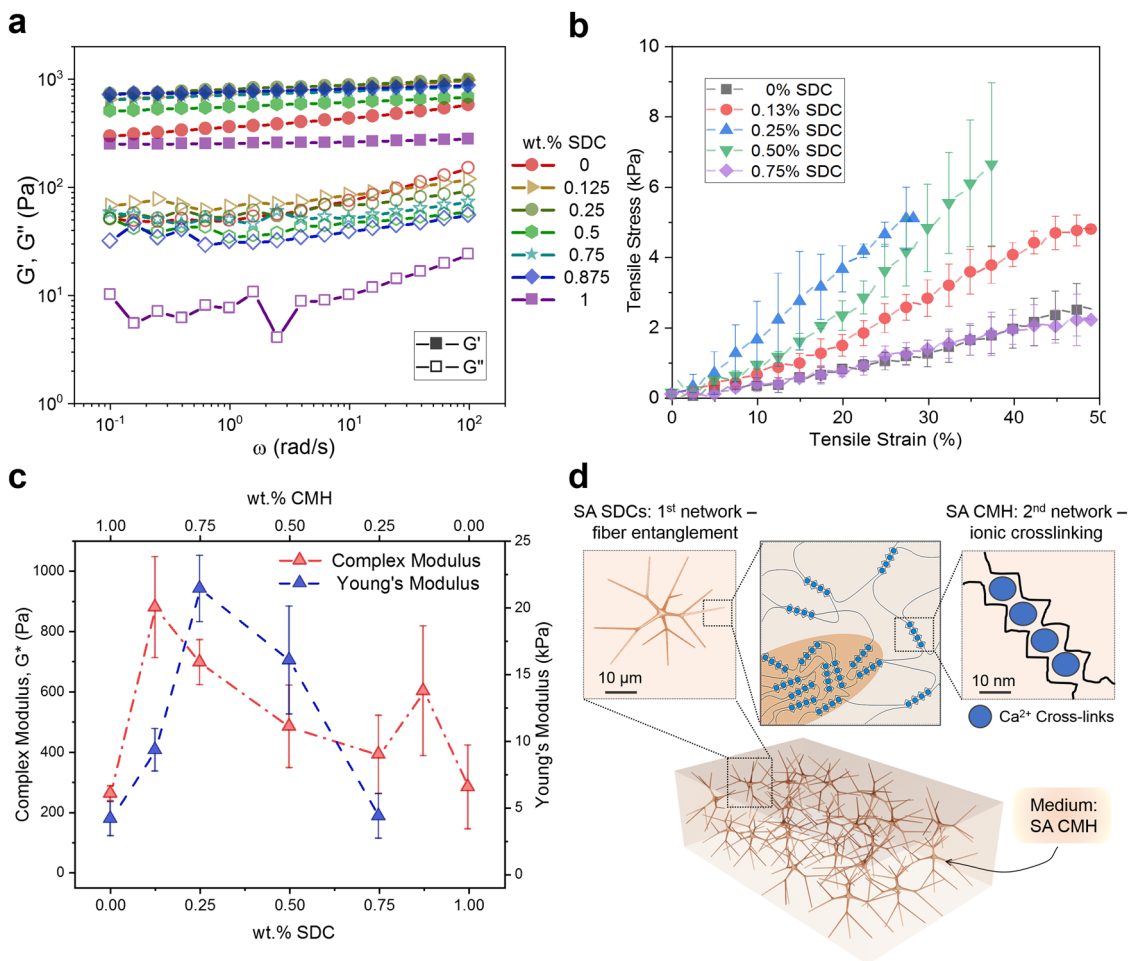 a
10³
10²
10¹
10⁰
G', G" (Pa)
10⁻¹
10⁰
10¹
10²
ω (rad/s)
G'
G"
wt.% SDC
0
0.125
0.25
0.5
0.75
0.875
1
b
10
8
6
4
2
0
Tensile Stress (kPa)
0% SDC
0.13% SDC
0.25% SDC
0.50% SDC
0.75% SDC
0
10
20
30
40
50
Tensile Strain (%)
c
wt.% CMH
1.00
0.75
0.50
0.25
0.00
Complex Modulus
Young's Modulus
1000
800
600
400
200
0
Complex Modulus, G* (Pa)
25
20
15
10
5
0
Young's Modulus (kPa)
0.00
0.25
0.50
0.75
1.00
wt.% SDC
d
SA SDCs: 1st network –
fiber entanglement
10 µm
SA CMH: 2nd network –
ionic crosslinking
10 nm
Ca²⁺ Cross-links
Medium:
SA CMH